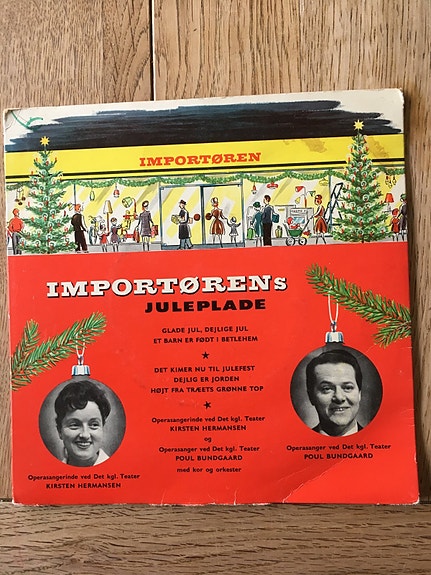 IMPORTØREN
IMPORTØRENs
JULEPLADE
GLADE JUL, DEJLIGE JUL
ET BARN ER FØDT I BETLEHEM
DET KIMER NU TIL JULEFEST
DEJLIG ER JORDEN
HØJT FRA TRÆETS GRØNNE TOP
Operasangerinde ved Det kgl. Teater
KIRSTEN HERMANSEN
og
Operasanger ved Det kgl. Teater
POUL BUNDGAARD
med kor og orkester
Operasangerinde ved Det kgl. Teater
KIRSTEN HERMANSEN
Operasanger ved Det kgl. Teater
POUL BUNDGAARD